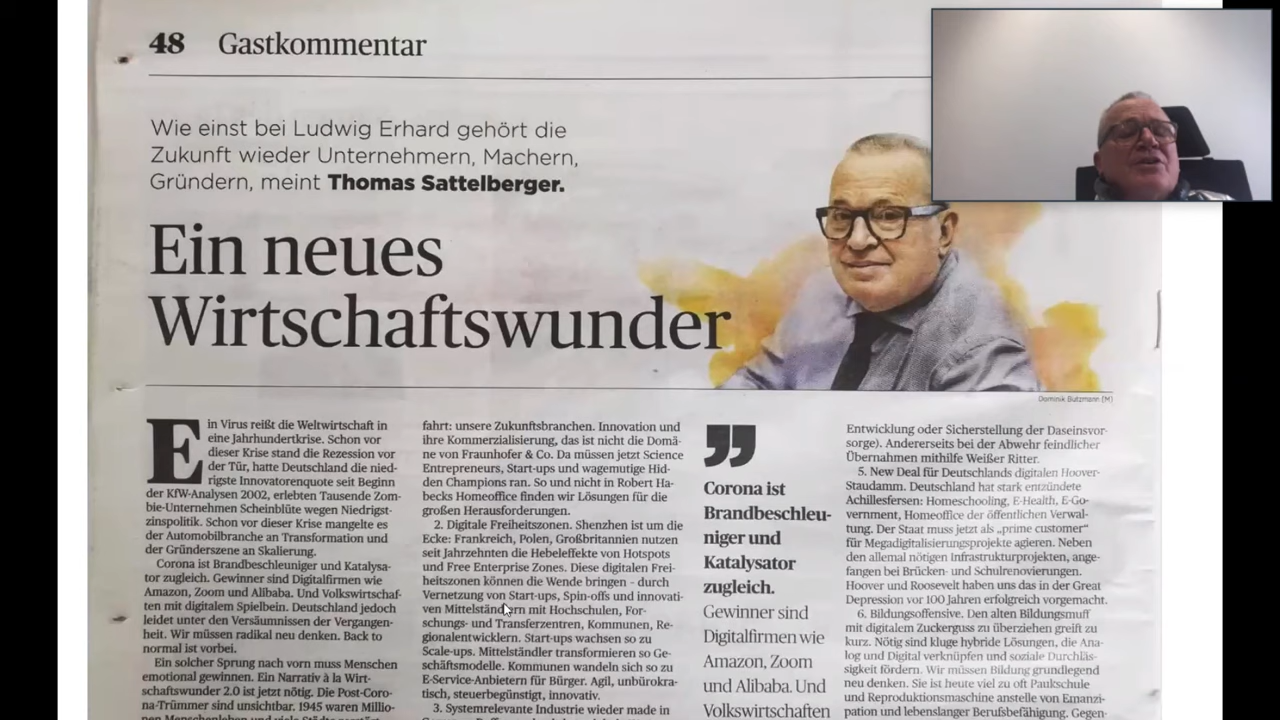 48 Gastkommentar
Wie einst bei Ludwig Erhard gehört die
Zukunft wieder Unternehmern, Machern,
Gründern, meint Thomas Sattelberger.
Ein neues
Wirtschaftswunder
Dominik Butzmann (M)
Ein Virus reißt die Weltwirtschaft in
eine Jahrhundertkrise. Schon vor
dieser Krise stand die Rezession vor
der Tür, hatte Deutschland die nied-
rigste Innovatorenquote seit Beginn
der KfW-Analysen 2002, erlebten Tausende Zom-
bie-Unternehmen Scheinblüte wegen Niedrigst-
zinspolitik. Schon vor dieser Krise mangelte es
der Automobilbranche an Transformation und
der Gründerszene an Skalierung.
Corona ist Brandbeschleuniger und Katalysa-
tor zugleich. Gewinner sind Digitalfirmen wie
Amazon, Zoom und Alibaba. Und Volkswirtschaf-
ten mit digitalem Spielbein. Deutschland jedoch
leidet unter den Versäumnissen der Vergangen-
heit. Wir müssen radikal neu denken. Back to
normal ist vorbei.
Ein solcher Sprung nach vorn muss Menschen
emotional gewinnen. Ein Narrativ à la Wirt-
schaftswunder 2.0 ist jetzt nötig. Die Post-Coro-
na-Trümmer sind unsichtbar. 1945 waren Millio-
nen Menschenleben und viele Städte zerstört
fahrt: unsere Zukunftsbranchen. Innovation und
ihre Kommerzialisierung, das ist nicht die Domä-
ne von Fraunhofer & Co. Da müssen jetzt Science
Entrepreneurs, Start-ups und wagemutige Hid-
den Champions ran. So und nicht in Robert Ha-
becks Homeoffice finden wir Lösungen für die
großen Herausforderungen.
2. Digitale Freiheitszonen. Shenzhen ist um die
Ecke: Frankreich, Polen, Großbritannien nutzen
seit Jahrzehnten die Hebeleffekte von Hotspots
und Free Enterprise Zones. Diese digitalen Frei-
heitszonen können die Wende bringen – durch
Vernetzung von Start-ups, Spin-offs und innovati-
ven Mittelständern mit Hochschulen, For-
schungs- und Transferzentren, Kommunen, Re-
gionalentwicklern. Start-ups wachsen so zu
Scale-ups. Mittelständler transformieren so Ge-
schäftsmodelle. Kommunen wandeln sich so zu
E-Service-Anbietern für Bürger. Agil, unbürokra-
tisch, steuerbegünstigt, innovativ.
3. Systemrelevante Industrie wieder made in
„
Corona ist
Brandbeschleu-
niger und
Katalysator
zugleich.
Gewinner sind
Digitalfirmen wie
Amazon, Zoom
und Alibaba. Und
Volkswirtschaften
Entwicklung oder Sicherstellung der Daseinsvor-
sorge). Andererseits bei der Abwehr feindlicher
Übernahmen mithilfe Weißer Ritter.
5. New Deal für Deutschlands digitalen Hoover-
Staudamm. Deutschland hat stark entzündete
Achillesfersen: Homeschooling, E-Health, E-Go-
vernment, Homeoffice der öffentlichen Verwal-
tung. Der Staat muss jetzt als „prime customer“
für Megadigitalisierungsprojekte agieren. Neben
den allemal nötigen Infrastrukturprojekten, ange-
fangen bei Brücken- und Schulrenovierungen.
Hoover und Roosevelt haben uns das in der Great
Depression vor 100 Jahren erfolgreich vorgemacht.
6. Bildungsoffensive. Den alten Bildungsmuff
mit digitalem Zuckerguss zu überziehen greift zu
kurz. Nötig sind kluge hybride Lösungen, die Ana-
log und Digital verknüpfen und soziale Durchläs-
sigkeit fördern. Wir müssen Bildung grundlegend
neu denken. Sie ist heute viel zu oft Paukschule
und Reproduktionsmaschine anstelle von Emanzi-
pation und lebenslanger Berufsbefähigung. Gegen-